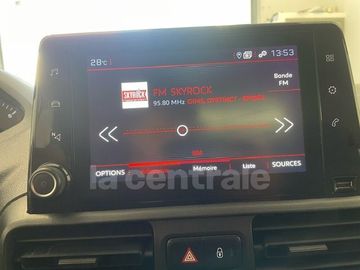 28°C
13:53
SKYROCK
FM SKYROCK
Bande
FM
95.80 MHz
OPTIONS
Mémoire
Liste
SOURCES
la centrale